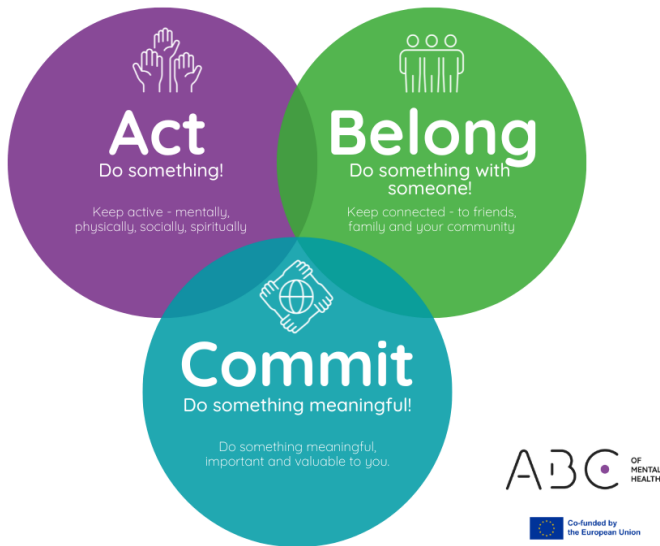 Act
Do something!
Keep active - mentally,
physically, socially, spiritually
Belong
Do something with
someone!
Keep connected - to friends,
family and your community
Commit
Do something meaningful!
Do something meaningful,
important and valuable to you.
ABC
OF
MENTAL
HEALTH
Co-funded by
the European Union